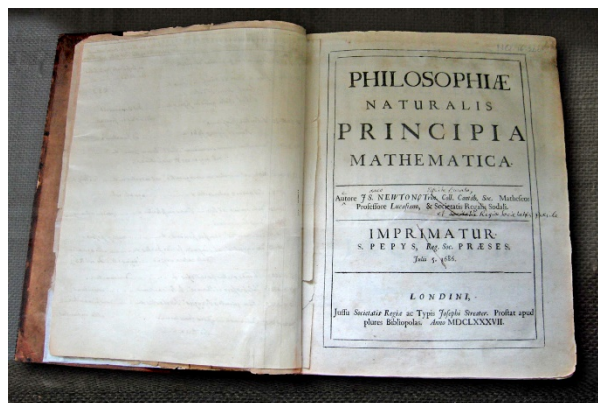 PHILOSOPHIÆ
NATURALIS
PRINCIPIA
MATHEMATICA.
Autore J.S. NEWTON, Trin. Coll. Cantab. Soc. Matheseos
Professore Lucasiano, & Societatis Regalis Sodali.
IMPRIMATUR.
S. PEPYS, Reg. Soc. PRÆSES.
Julii 5. 1686.
LONDINI,
Jussu Societatis Regiæ ac Typis Josephi Streater. Prostat apud
plures Bibliopolas. Anno MDCLXXXVII.